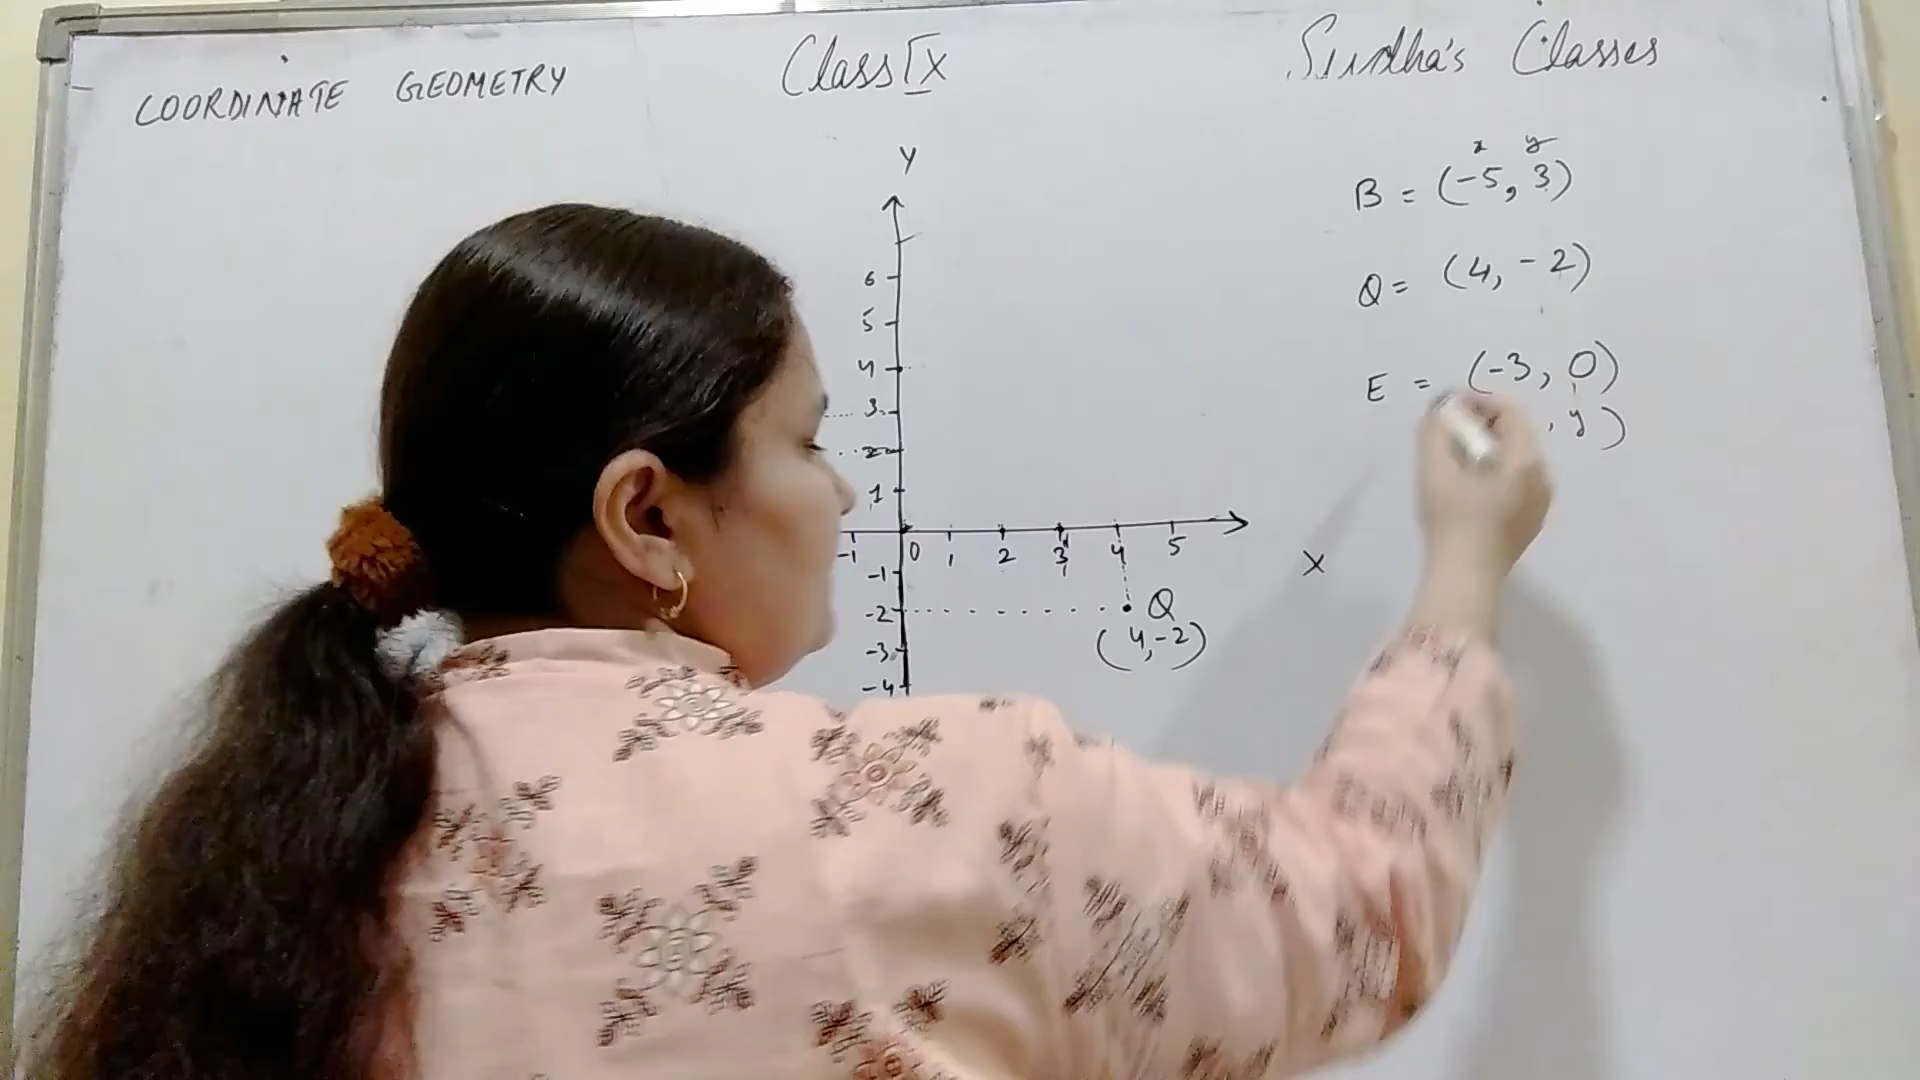 COORDINATE GEOMETRY
Class IX
Sudha's Classes
Y
6
5
4
3
2
1
-1 0 1 2 3 4 5
X
-1
-2
-3
-4
Q
(4,-2)
x y
B = (-5, 3)
Q = (4, -2)
E = (-3, 0)
, y)